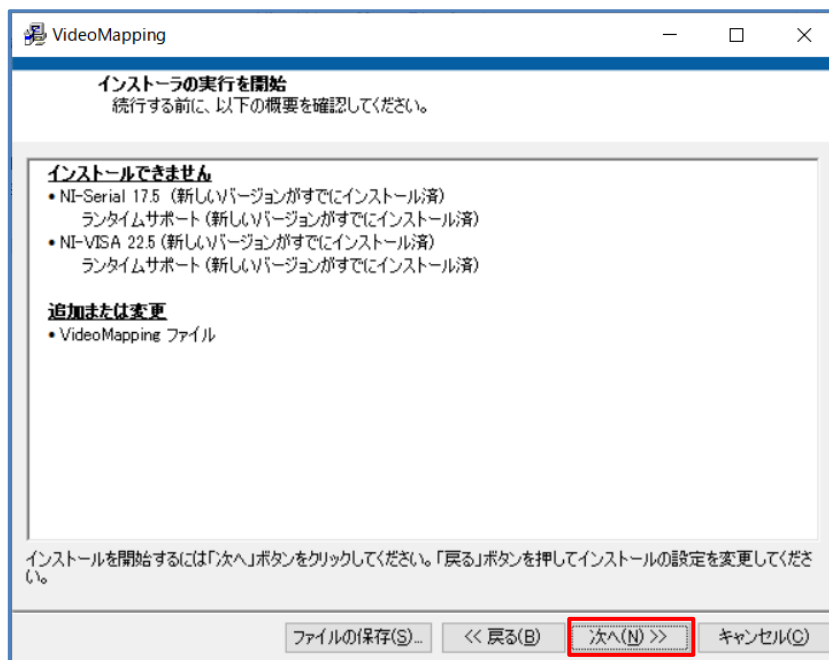 VideoMapping
インストーラの実行を開始
続行する前に、以下の概要を確認してください。
インストールできません
• NI-Serial 17.5 (新しいバージョンがすでにインストール済)
ランタイムサポート (新しいバージョンがすでにインストール済)
• NI-VISA 22.5 (新しいバージョンがすでにインストール済)
ランタイムサポート (新しいバージョンがすでにインストール済)
追加または変更
• VideoMapping ファイル
インストールを開始するには「次へ」ボタンをクリックしてください。「戻る」ボタンを押してインストールの設定を変更してくださ
い。
ファイルの保存(S)... << 戻る(B) 次へ(N) >> キャンセル(C)